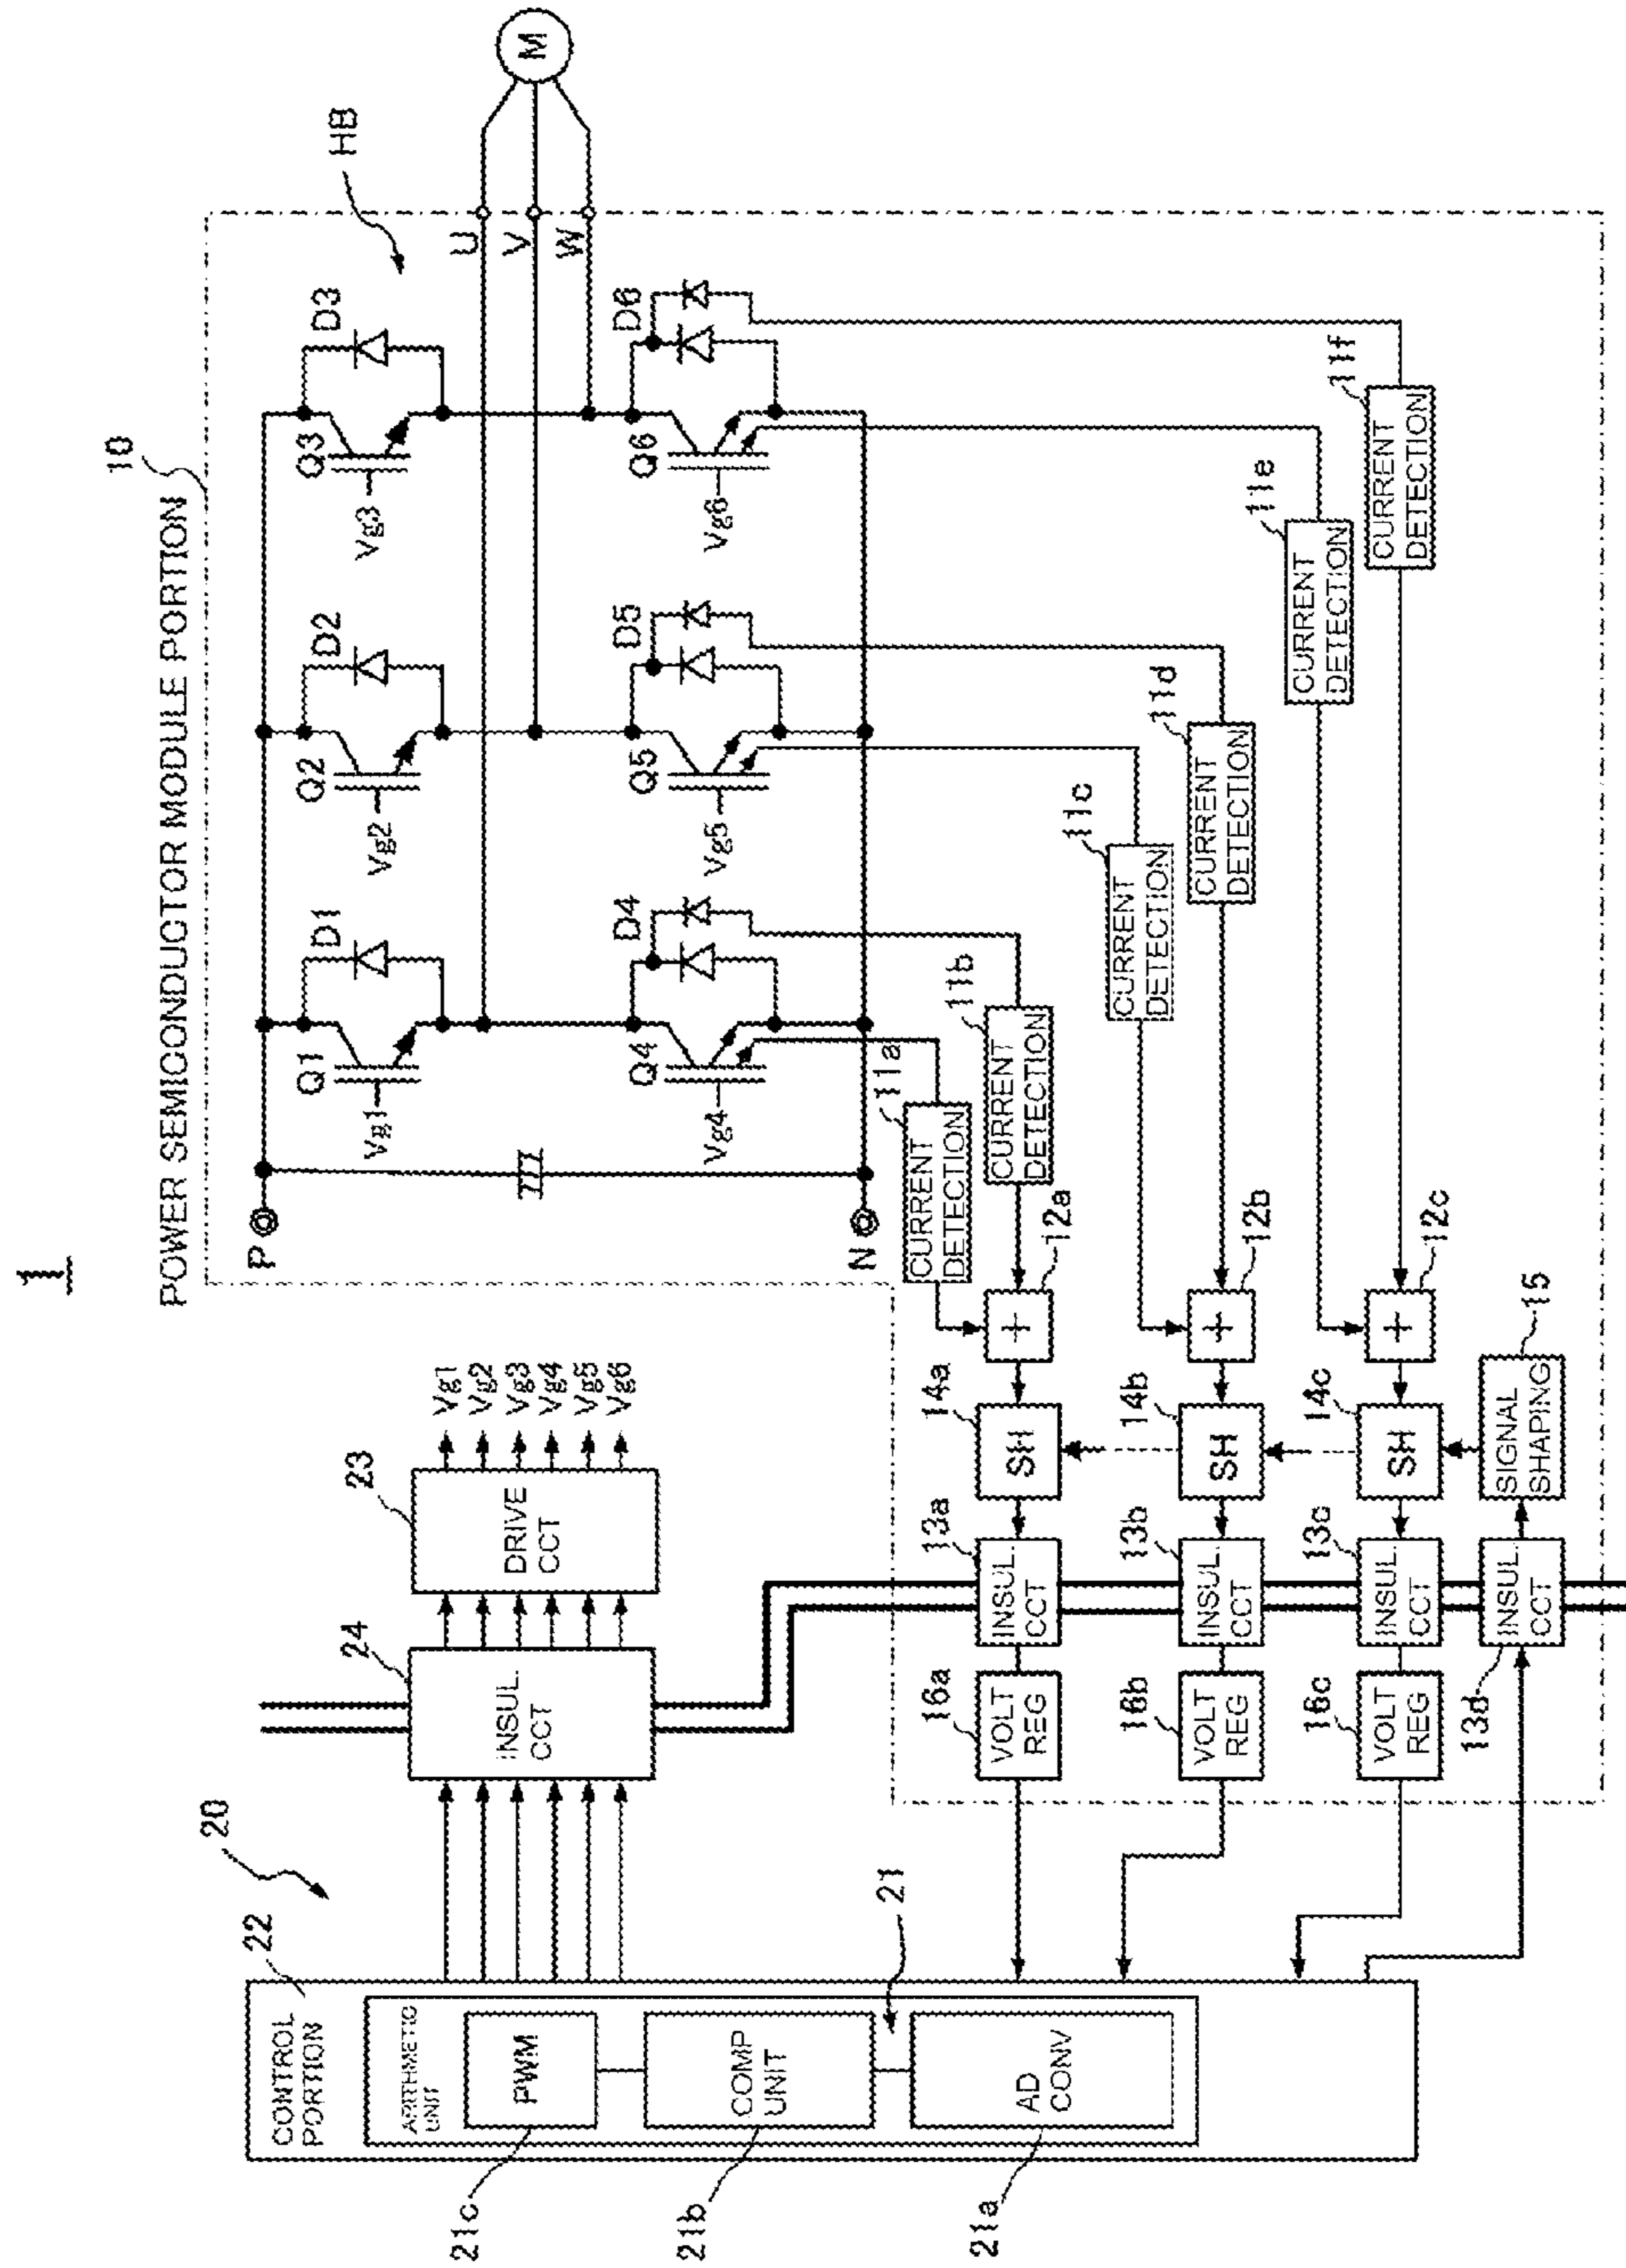 1
POWER SEMICONDUCTOR MODULE PORTION
10
HB
M
P
N
U
V
W
Q1
D1
Vg1
Q2
D2
Vg2
Q3
D3
Vg3
Q4
D4
Vg4
Q5
D5
Vg5
Q6
D6
Vg6
11a
CURRENT
DETECTION
11b
CURRENT
DETECTION
11c
CURRENT
DETECTION
11d
CURRENT
DETECTION
11e
CURRENT
DETECTION
11f
CURRENT
DETECTION
+
12a
+
12b
+
12c
14a
SH
14b
SH
14c
SH
15
SIGNAL
SHAPING
13a
INSUL.
CCT
13b
INSUL.
CCT
13c
INSUL.
CCT
13d
INSUL.
CCT
16a
VOLT
REG
16b
VOLT
REG
16c
VOLT
REG
Vg1
Vg2
Vg3
Vg4
Vg5
Vg6
23
DRIVE
CCT
24
INSUL.
CCT
20
22
CONTROL
PORTION
ARITHMETIC
UNIT
21
PWM
21c
COMP
UNIT
21b
AD
CONV
21a